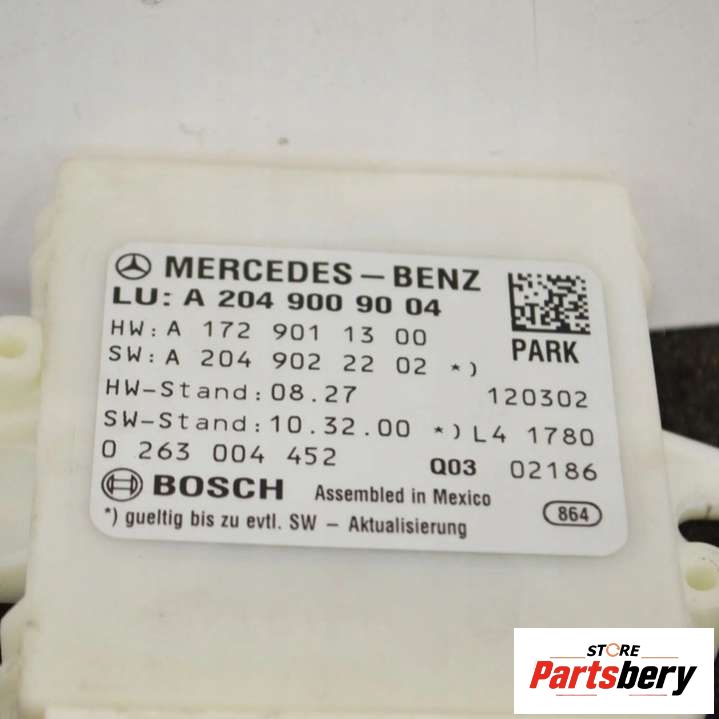 MERCEDES – BENZ
LU: A 204 900 90 04
HW: A 172 901 13 00
PARK
SW: A 204 902 22 02 *)
HW–Stand: 08.27 120302
SW–Stand: 10.32.00 *) L4 1780
0 263 004 452 Q03 02186
BOSCH Assembled in Mexico
*) gueltig bis zu evtl. SW – Aktualisierung 864
STORE
Partsbery